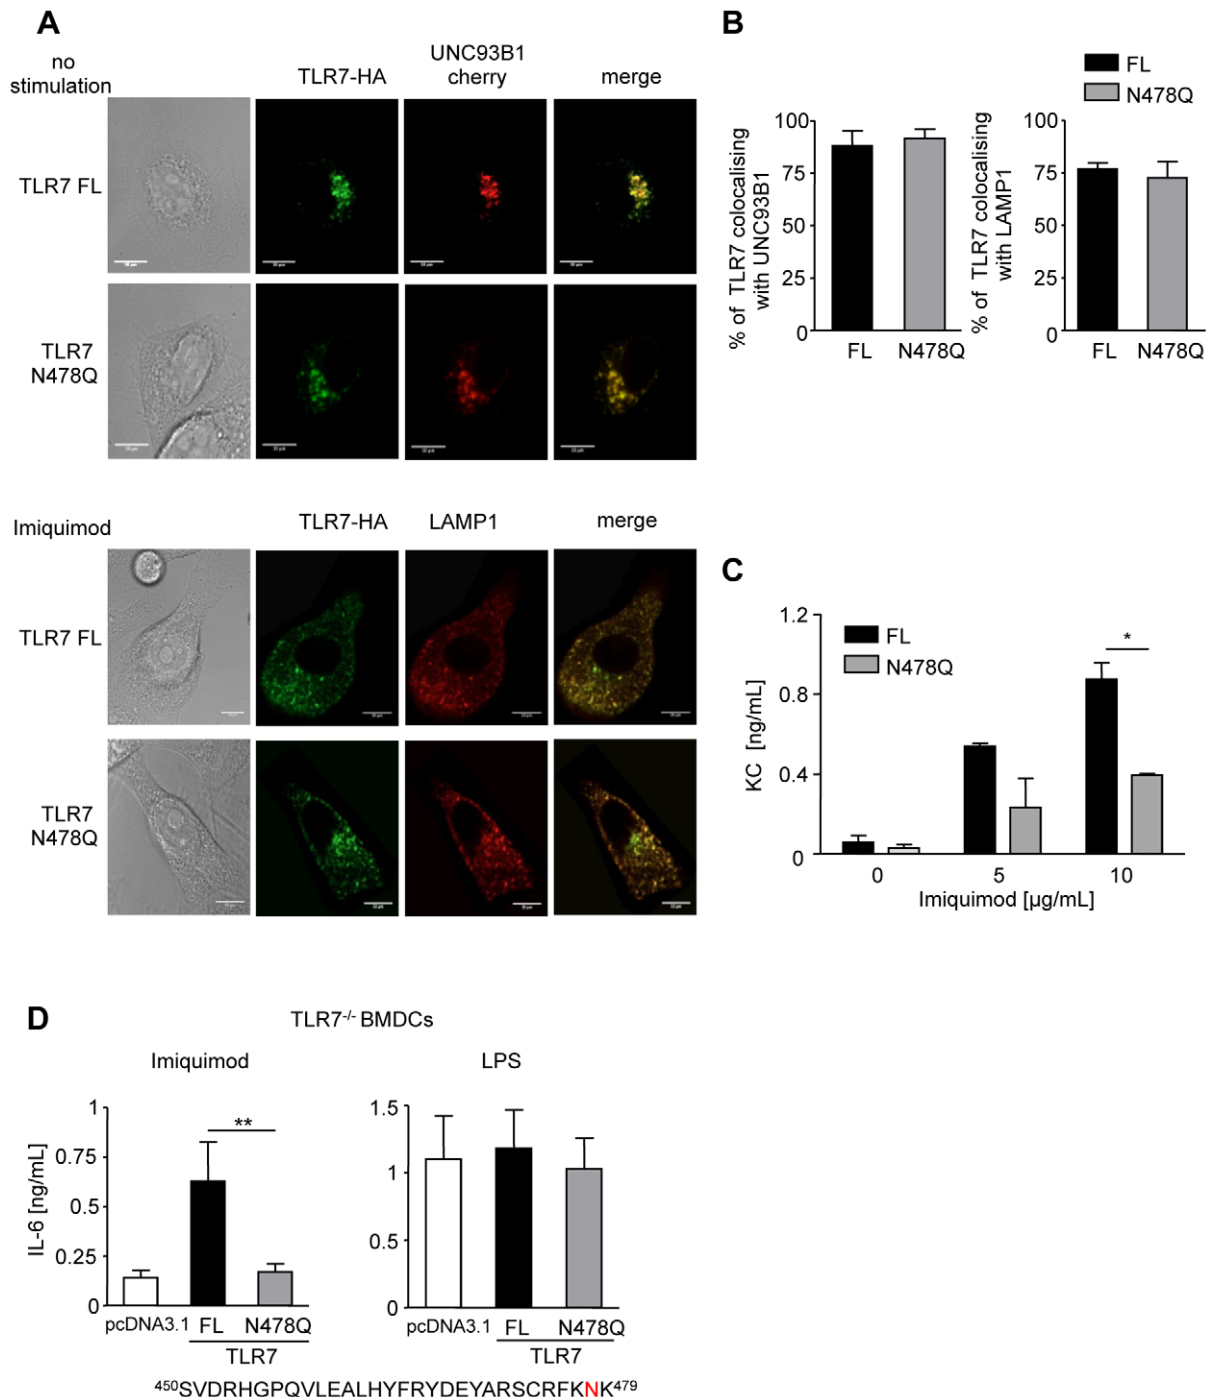 A
no stimulation
TLR7-HA
UNC93B1 cherry
merge
TLR7 FL
TLR7 N478Q
Imiquimod
TLR7-HA
LAMP1
merge
TLR7 FL
TLR7 N478Q
B
FL
N478Q
% of TLR7 colocalising with UNC93B1
100
75
50
25
0
FL
N478Q
% of TLR7 colocalising with LAMP1
100
75
50
25
0
FL
N478Q
C
FL
N478Q
*
KC [ng/mL]
1.2
0.8
0.4
0
0
5
10
Imiquimod [µg/mL]
D
TLR7-/- BMDCs
Imiquimod
LPS
**
IL-6 [ng/mL]
1
0.75
0.5
0.25
0
pcDNA3.1
FL
N478Q
TLR7
1.5
1
0.5
0
pcDNA3.1
FL
N478Q
TLR7
450SVDRHGPQVLEALHYFRYDEYARSCRFKNK479